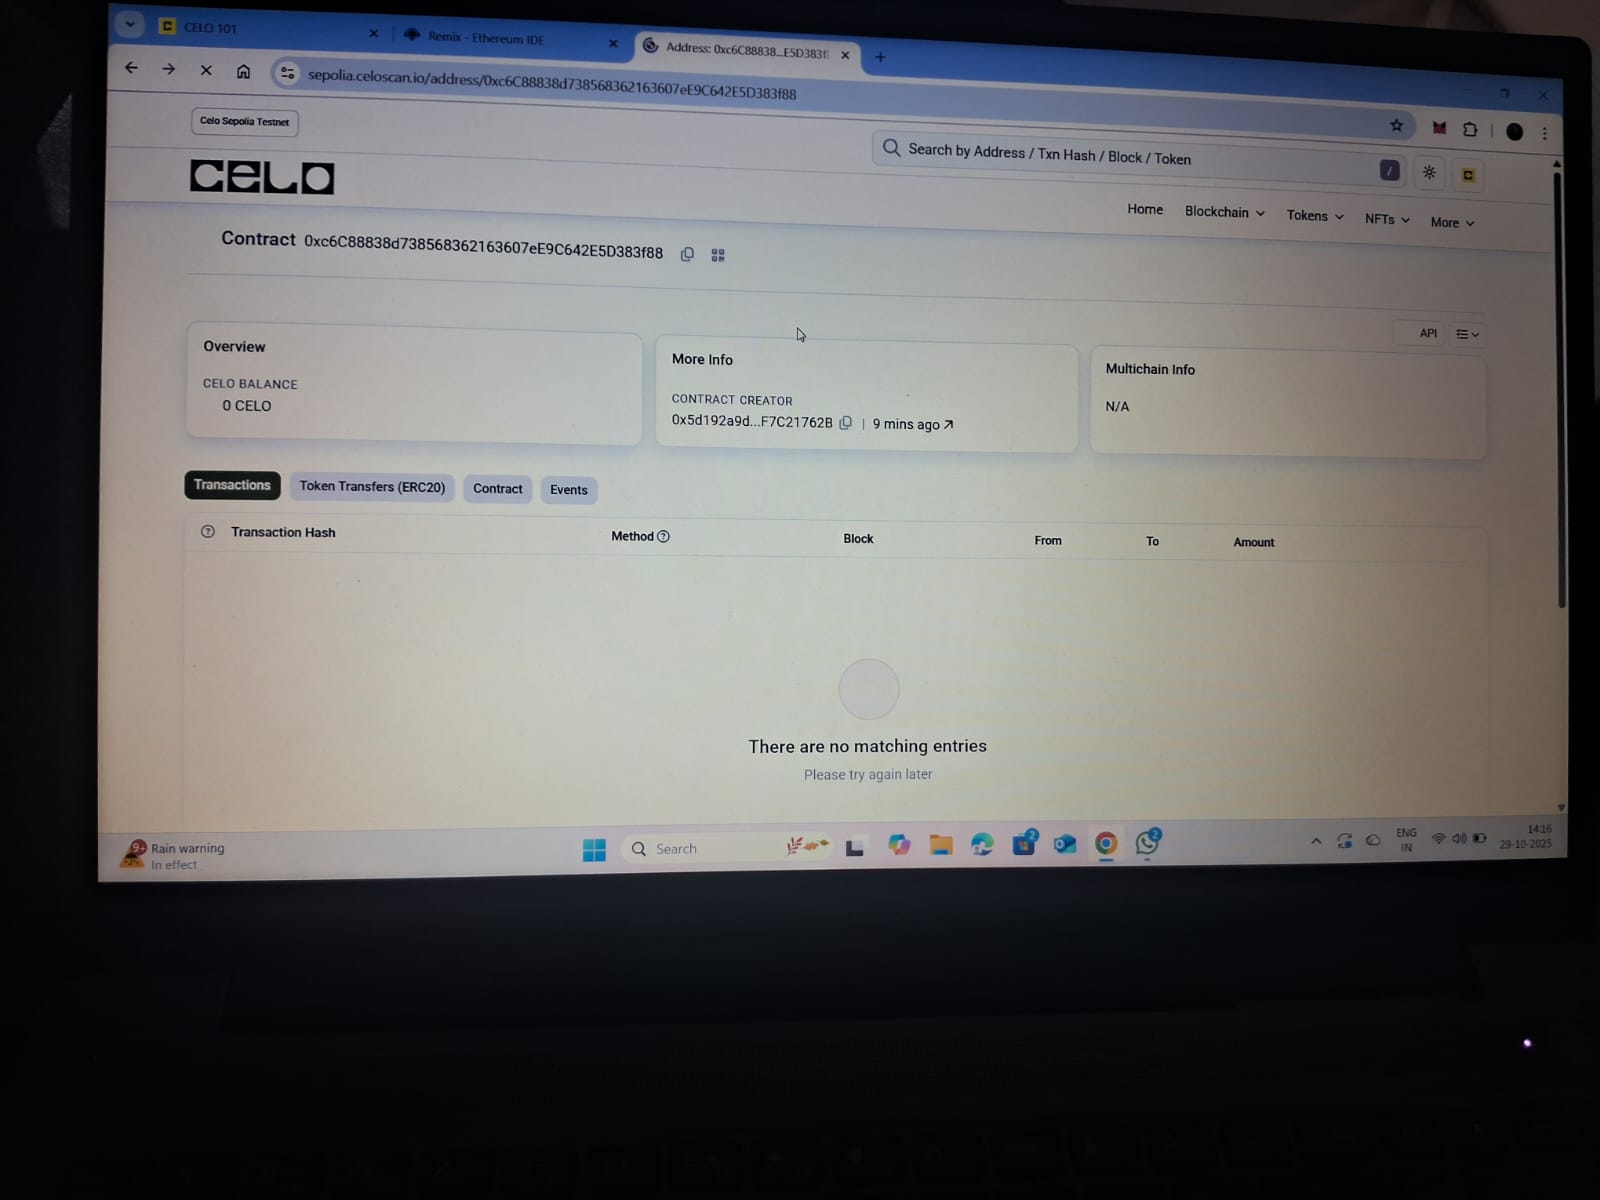 CELO 101
Remix - Ethereum IDE
Address: 0xc6C88838...E5D383f8
sepolia.celoscan.io/address/0xc6C88838d738568362163607eE9C642E5D383f88
Celo Sepolia Testnet
Search by Address / Txn Hash / Block / Token
/
CELO
Home
Blockchain
Tokens
NFTs
More
Contract 0xc6C88838d738568362163607eE9C642E5D383f88
API
Overview
CELO BALANCE
0 CELO
More Info
CONTRACT CREATOR
0x5d192a9d...F7C21762B | 9 mins ago
Multichain Info
N/A
Transactions
Token Transfers (ERC20)
Contract
Events
Transaction Hash
Method
Block
From
To
Amount
There are no matching entries
Please try again later
9+
Rain warning
In effect
Search
2
2
ENG
IN
14:16
29-10-2025